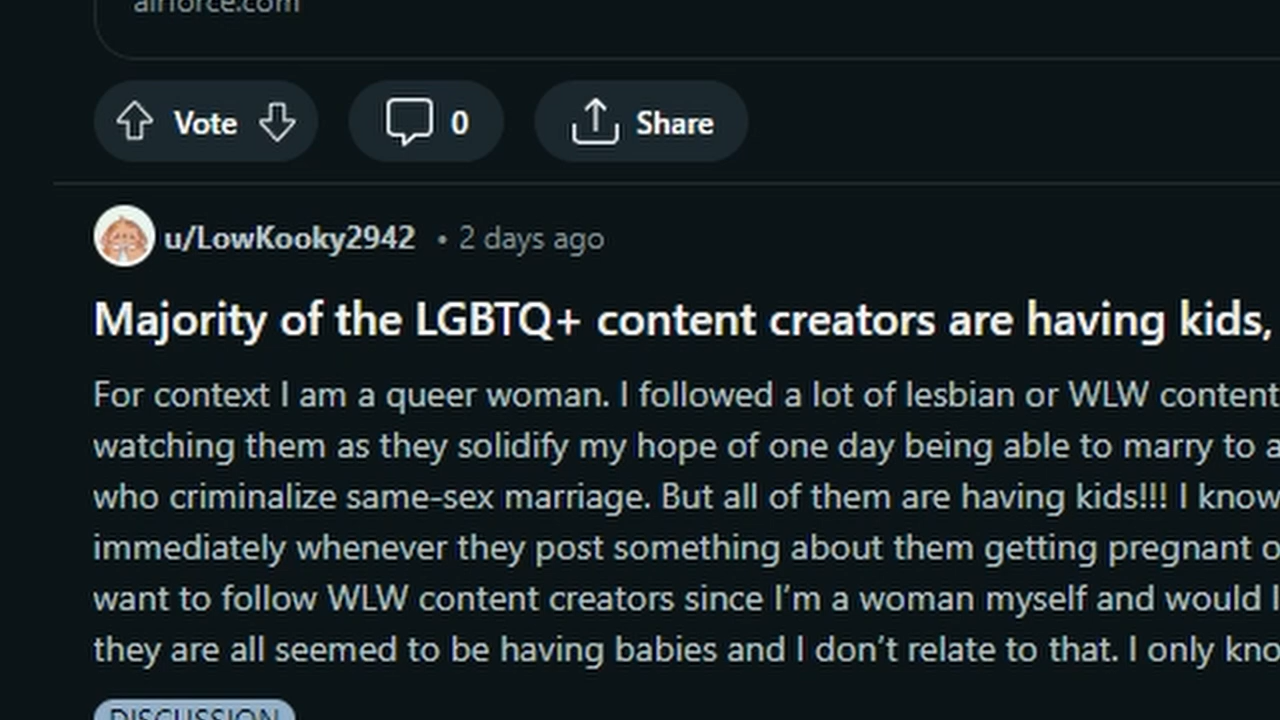 airforce.com
Vote 0 Share
u/LowKooky2942 • 2 days ago
Majority of the LGBTQ+ content creators are having kids,
For context I am a queer woman. I followed a lot of lesbian or WLW content
watching them as they solidify my hope of one day being able to marry to a
who criminalize same-sex marriage. But all of them are having kids!!! I know
immediately whenever they post something about them getting pregnant o
want to follow WLW content creators since I’m a woman myself and would l
they are all seemed to be having babies and I don’t relate to that. I only kno
DISCUSSION